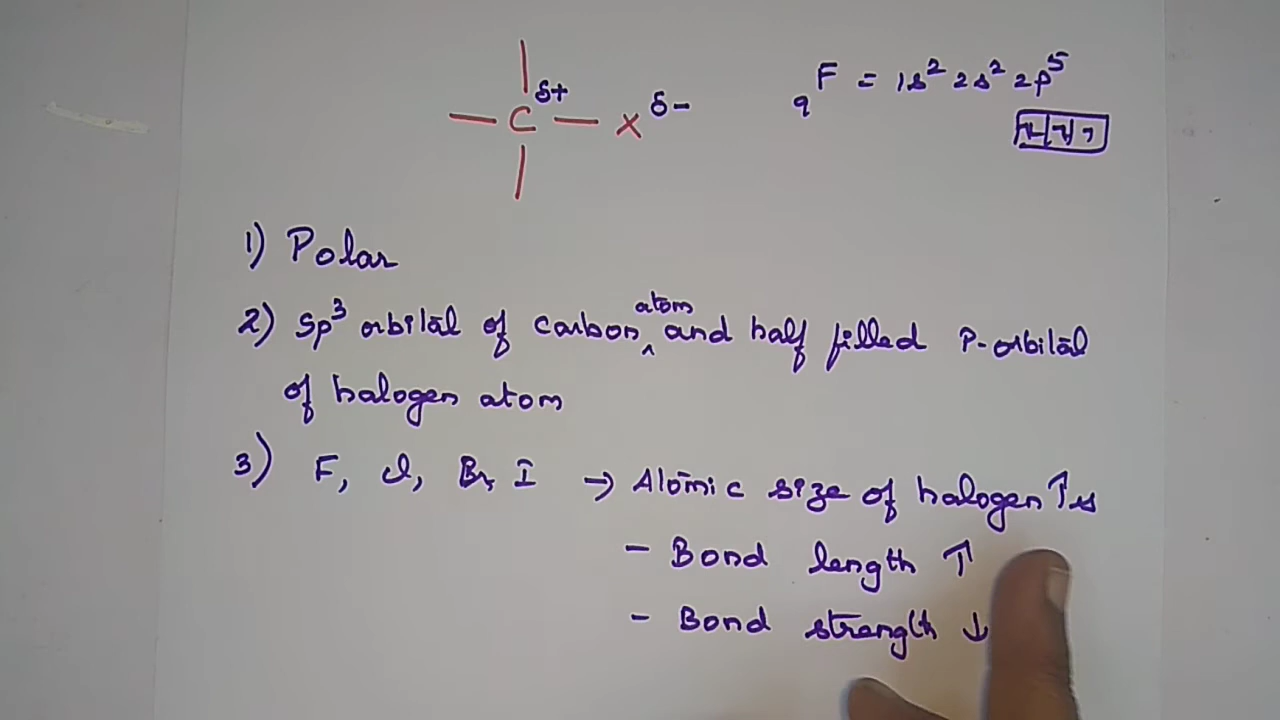 C δ+ — X δ-
₉F = 1s² 2s² 2p⁵
1) Polar
2) Sp³ orbital of carbon atom and half filled P-orbital
of halogen atom
3) F, Cl, Br, I → Atomic size of halogen ↑es
- Bond length ↑
- Bond strength ↓